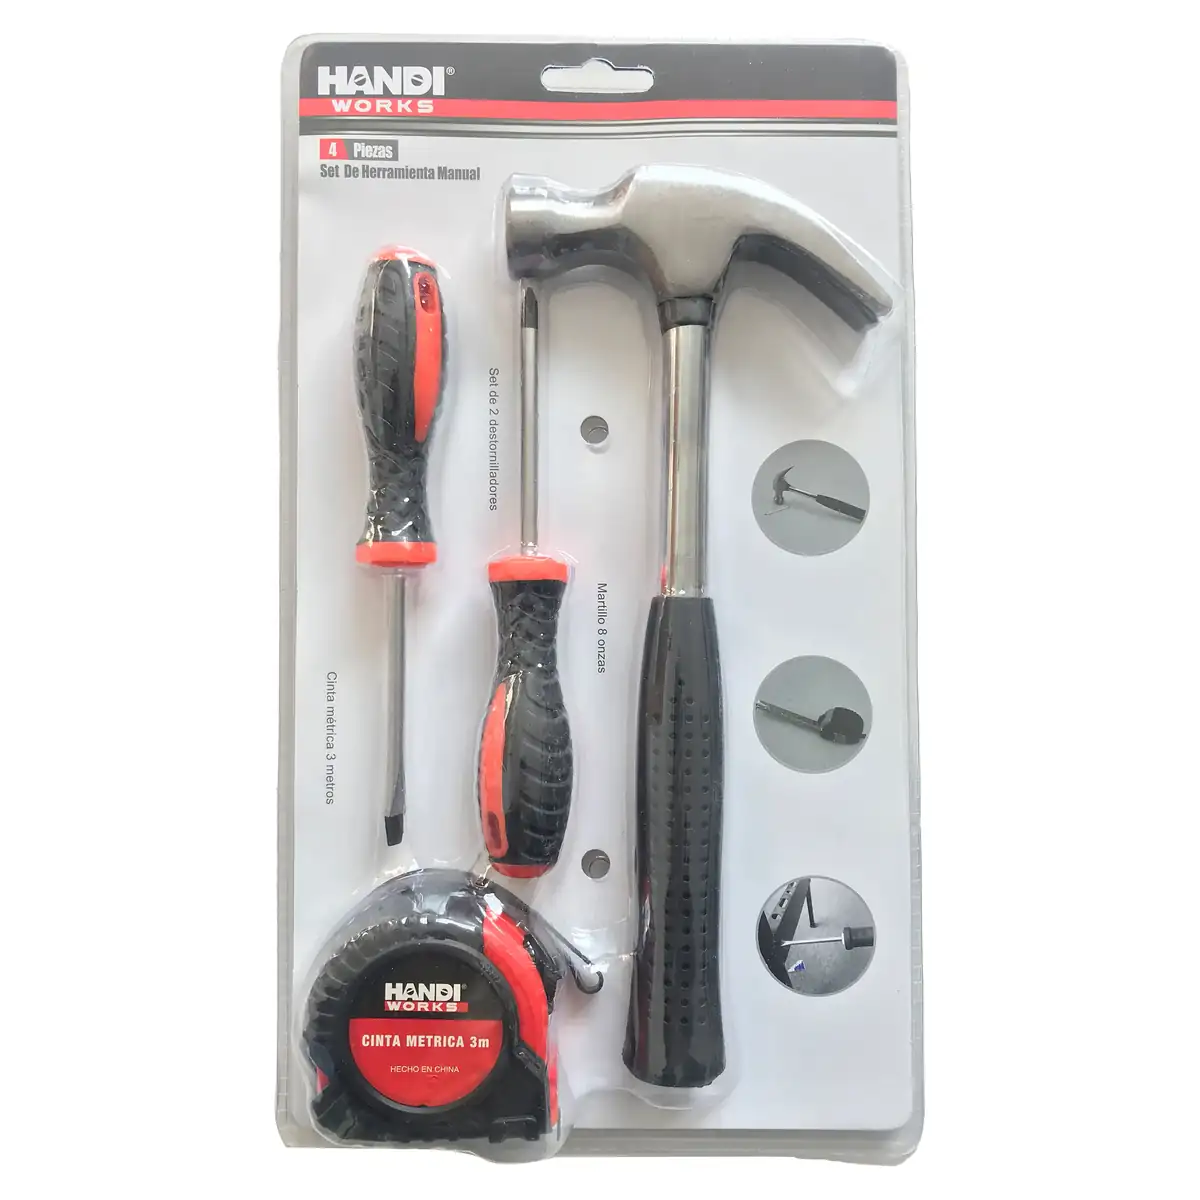 HANDI®
WORKS
4 Piezas
Set De Herramienta Manual
Set de 2 destornilladores
Martillo 8 onzas
Cinta métrica 3 metros
HANDI®
WORKS
CINTA METRICA 3m
HECHO EN CHINA